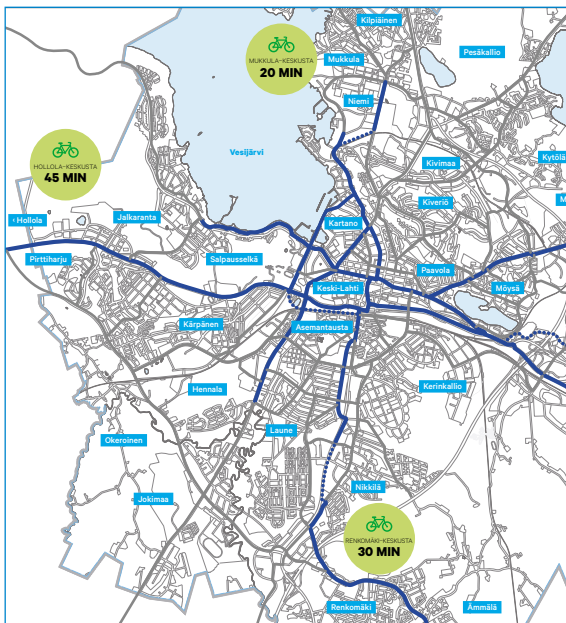 Kilpiäinen
Pesäkallio
MUKKULA–KESKUSTA
20 MIN
Mukkula
Niemi
Vesijärvi
Kivimaa
Kytölä
HOLLOLA–KESKUSTA
45 MIN
Kiveriö
M
‹ Hollola
Jalkaranta
Kartano
Pirttiharju
Salpausselkä
Paavola
Keski-Lahti
Möysä
Kärpänen
Asemantausta
Hennala
Kerinkallio
Okeroinen
Laune
Nikkilä
Jokimaa
RENKOMÄKI–KESKUSTA
30 MIN
Renkomäki
Ämmälä